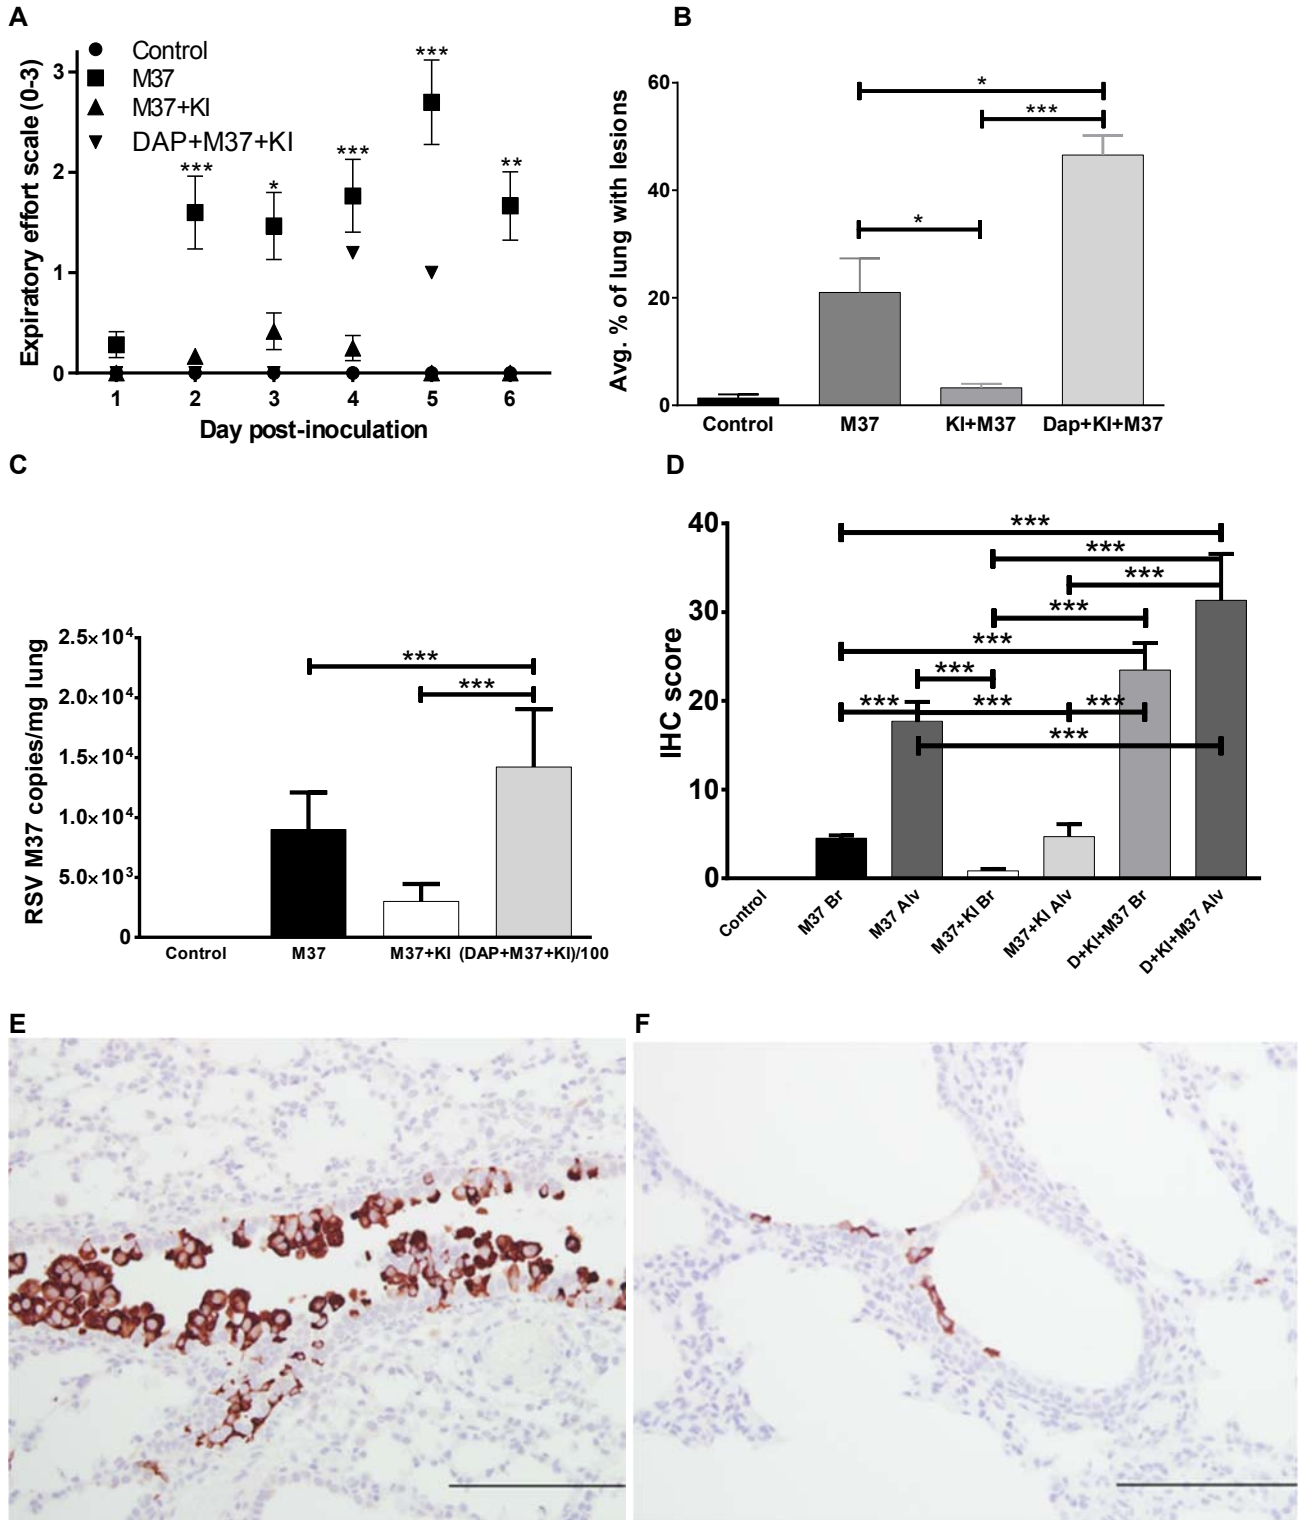 A
Control
M37
M37+KI
DAP+M37+KI
Expiratory effort scale (0-3)
3
2
1
0
***
*
***
***
**
1 2 3 4 5 6
Day post-inoculation
B
Avg. % of lung with lesions
60
40
20
0
*
***
*
Control M37 KI+M37 Dap+KI+M37
C
RSV M37 copies/mg lung
2.5×10⁴
2.0×10⁴
1.5×10⁴
1.0×10⁴
5.0×10³
0
***
***
Control M37 M37+KI (DAP+M37+KI)/100
D
IHC score
40
30
20
10
0
***
***
***
***
***
***
*** *** ***
***
Control M37 Br M37 Alv M37+KI Br M37+KI Alv D+KI+M37 Br D+KI+M37 Alv
E
F